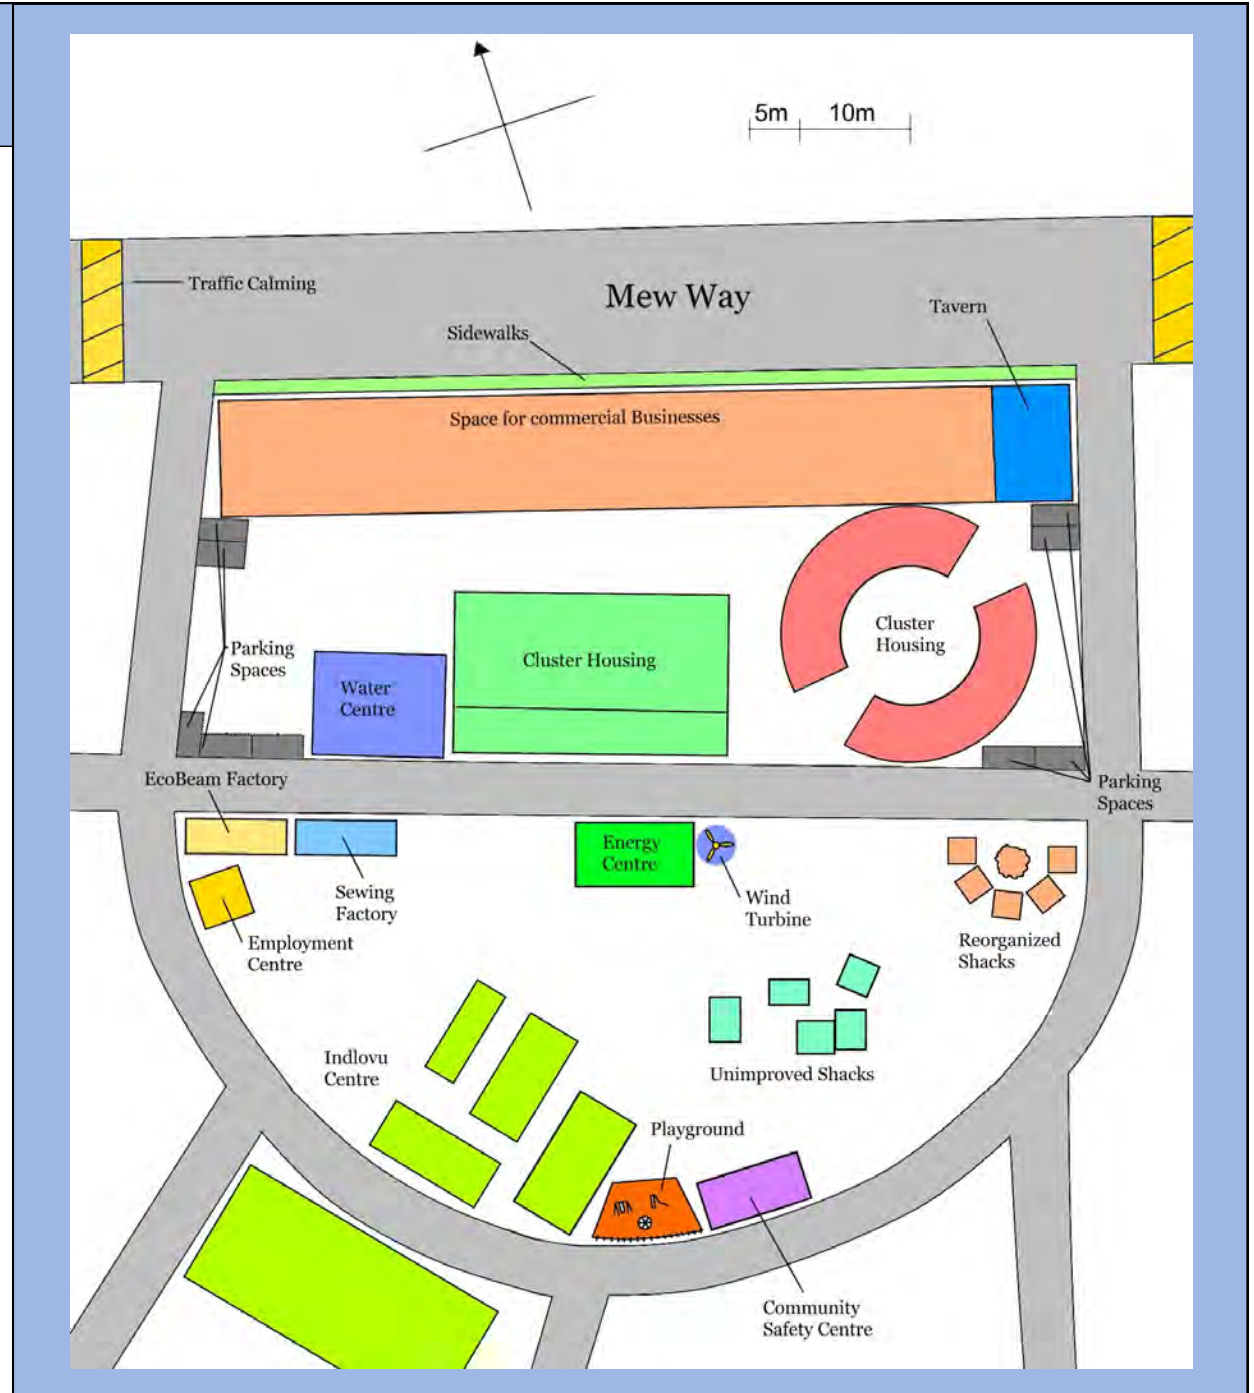 5m 10m
Traffic Calming
Mew Way
Tavern
Sidewalks
Space for commercial Businesses
Parking
Spaces
Water
Centre
Cluster Housing
Cluster
Housing
EcoBeam Factory
Parking
Spaces
Sewing
Factory
Energy
Centre
Wind
Turbine
Employment
Centre
Reorganized
Shacks
Indlovu
Centre
Unimproved Shacks
Playground
Community
Safety Centre